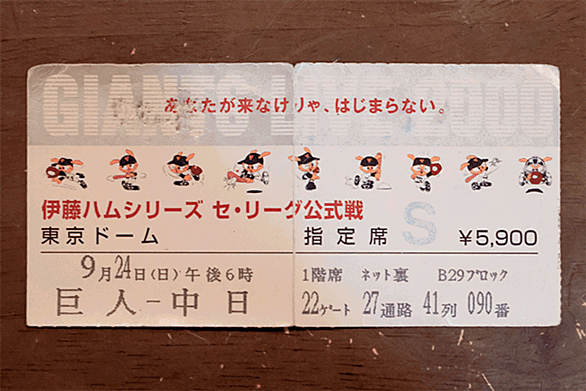 GIANTS LIVE 2000
あなたが来なけりゃ、はじまらない。
伊藤ハムシリーズ セ・リーグ公式戦
東京ドーム 指定席 S ¥5,900
9月24日(日)午後6時 1階席 ネット裏 B29ブロック
巨人-中日 22ゲート 27通路 41列 090番